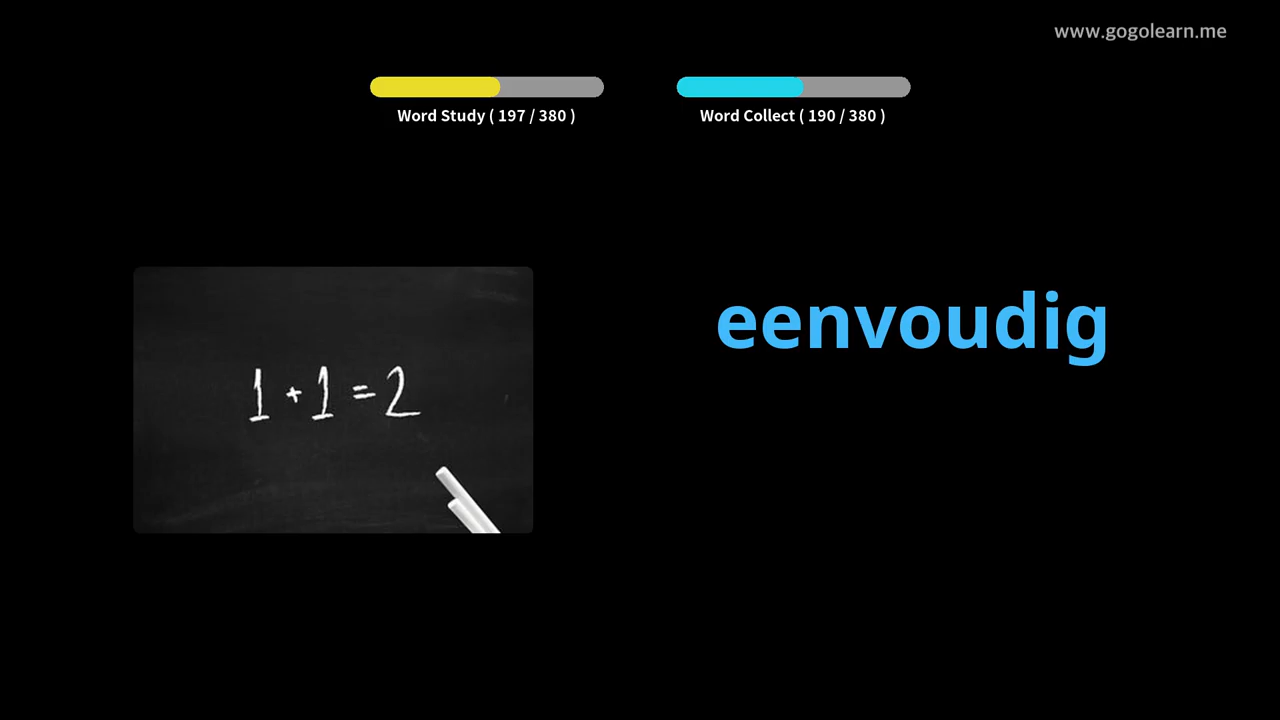 www.gogolearn.me
Word Study ( 197 / 380 )
Word Collect ( 190 / 380 )
eenvoudig
1 + 1 = 2